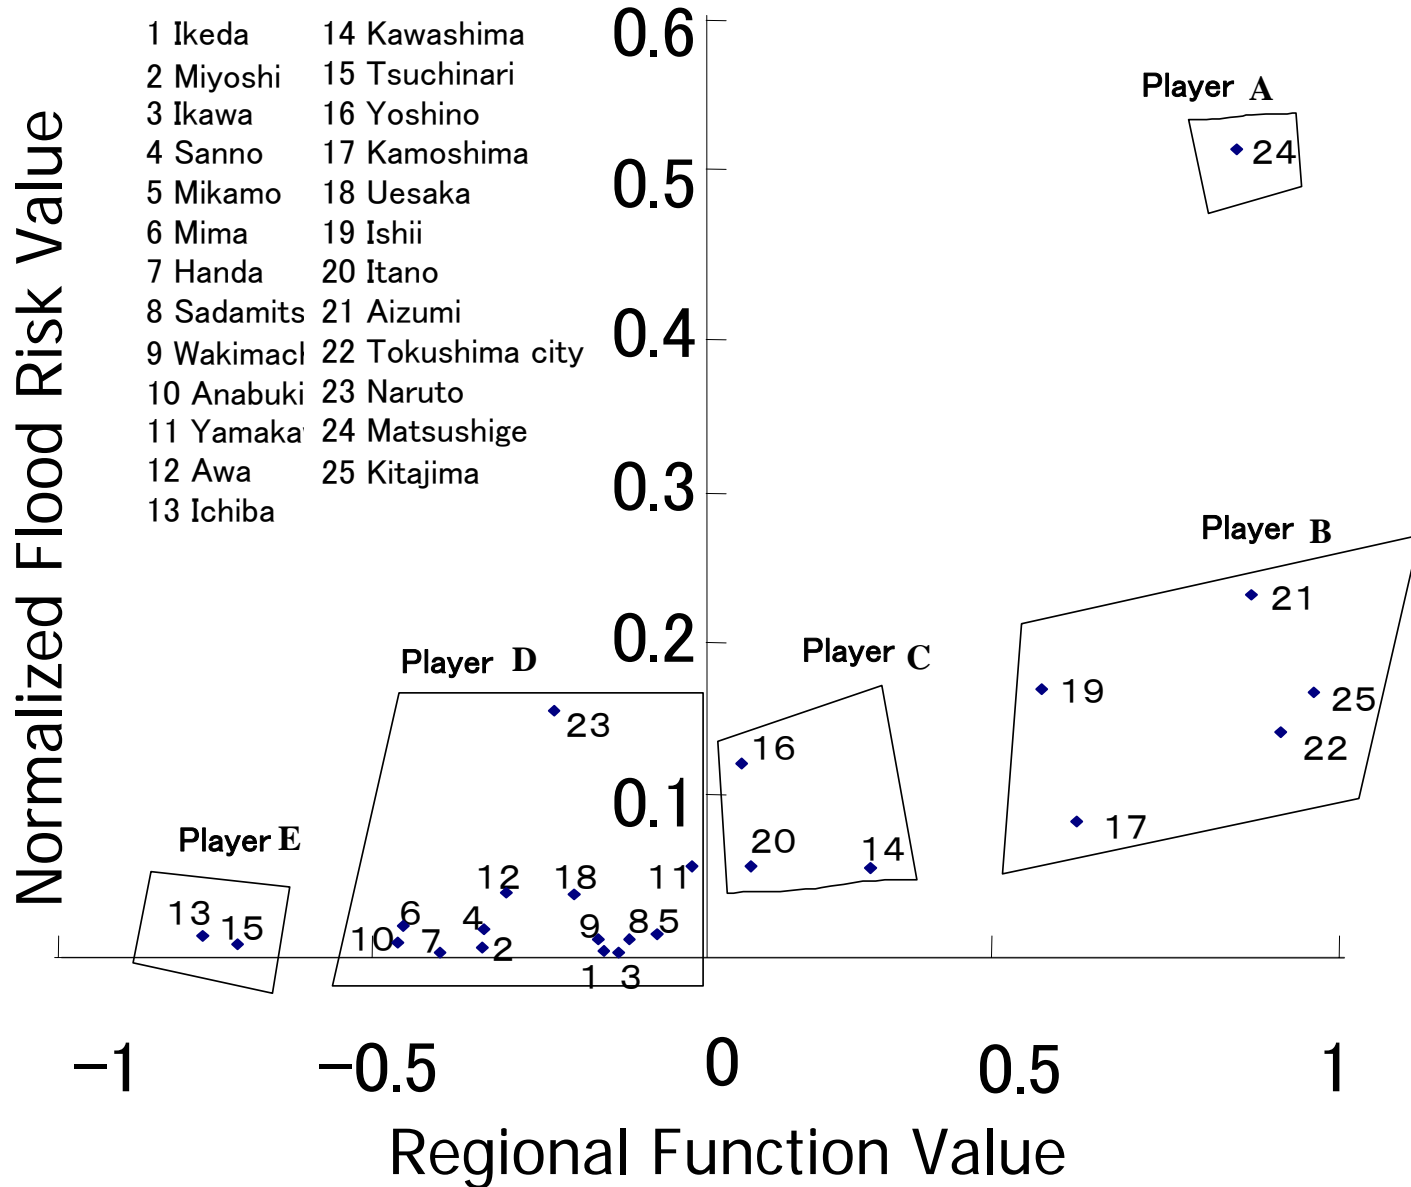 Normalized Flood Risk Value
1 Ikeda
2 Miyoshi
3 Ikawa
4 Sanno
5 Mikamo
6 Mima
7 Handa
8 Sadamits
9 Wakimach
10 Anabuki
11 Yamaka
12 Awa
13 Ichiba
14 Kawashima
15 Tsuchinari
16 Yoshino
17 Kamoshima
18 Uesaka
19 Ishii
20 Itano
21 Aizumi
22 Tokushima city
23 Naruto
24 Matsushige
25 Kitajima
0.6
0.5
0.4
0.3
0.2
0.1
Player A
24
Player B
21
19
25
22
17
Player C
16
20
14
Player D
23
12
18
11
6
4
9
8
5
10
7
2
1
3
Player E
13
15
−1
−0.5
0
0.5
1
Regional Function Value